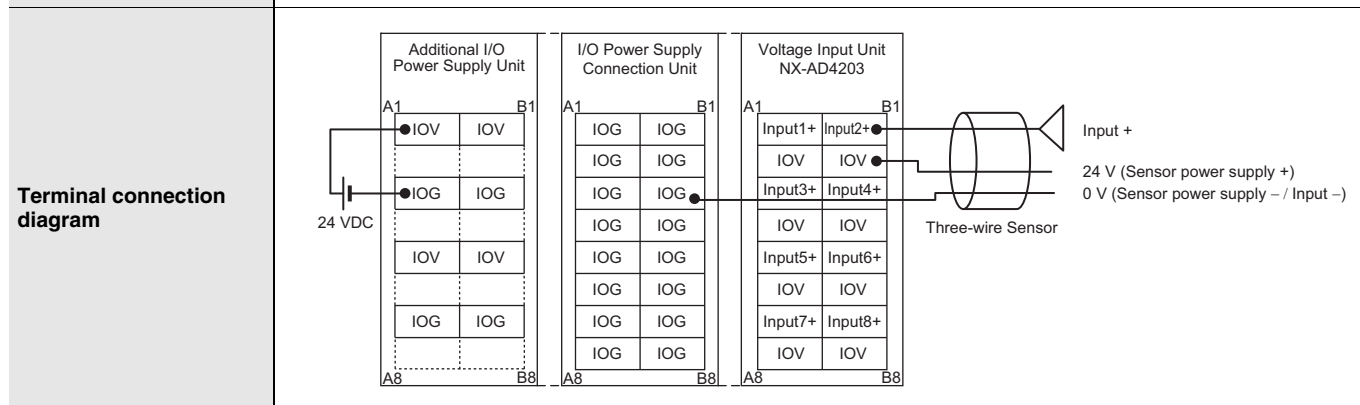 Terminal connection
diagram
Additional I/O
Power Supply Unit
A1 B1
IOV IOV
IOG IOG
IOV IOV
IOG IOG
A8 B8
24 VDC
I/O Power Supply
Connection Unit
A1 B1
IOG IOG
IOG IOG
IOG IOG
IOG IOG
IOG IOG
IOG IOG
IOG IOG
IOG IOG
A8 B8
Voltage Input Unit
NX-AD4203
A1 B1
Input1+ Input2+
IOV IOV
Input3+ Input4+
IOV IOV
Input5+ Input6+
IOV IOV
Input7+ Input8+
IOV IOV
A8 B8
Input +
24 V (Sensor power supply +)
0 V (Sensor power supply − / Input −)
Three-wire Sensor